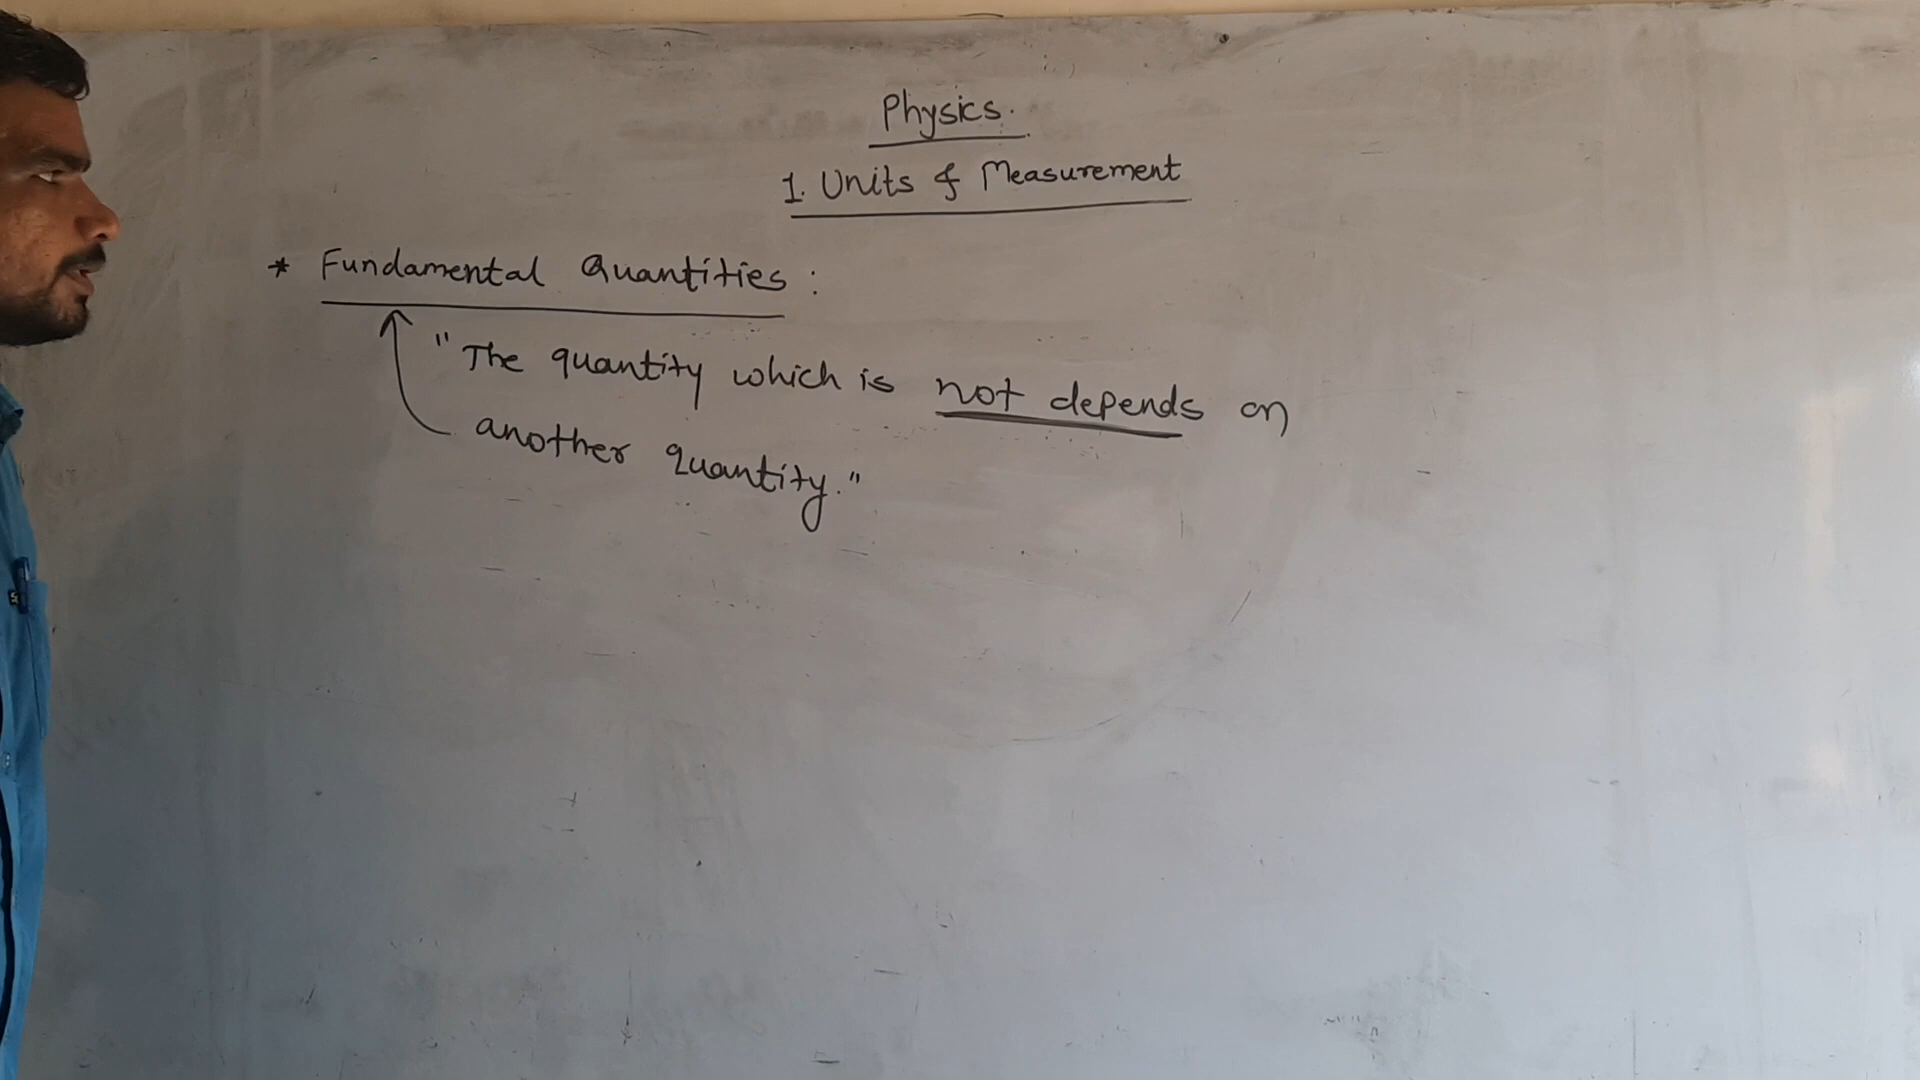 Physics.
1. Units & Measurement
* Fundamental Quantities :
"The quantity which is not depends on
another quantity."